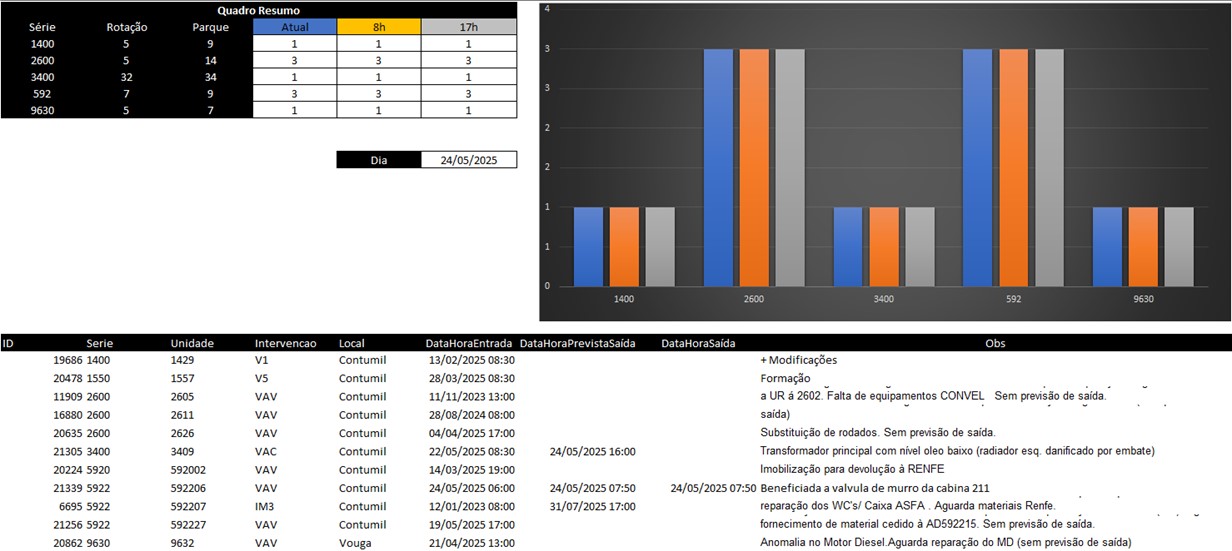 Quadro Resumo
Série Rotação Parque Atual 8h 17h
1400 5 9 1 1 1
2600 5 14 3 3 3
3400 32 34 1 1 1
592 7 9 3 3 3
9630 5 7 1 1 1
Dia 24/05/2025
4
3
3
2
2
1
1
0
1400 2600 3400 592 9630
ID Serie Unidade Intervencao Local DataHoraEntrada DataHoraPrevistaSaída DataHoraSaída Obs
19686 1400 1429 V1 Contumil 13/02/2025 08:30 + Modificações
20478 1550 1557 V5 Contumil 28/03/2025 08:30 Formação
11909 2600 2605 VAV Contumil 11/11/2023 13:00 a UR á 2602. Falta de equipamentos CONVEL Sem previsão de saída.
16880 2600 2611 VAV Contumil 28/08/2024 08:00 saída)
20635 2600 2626 VAV Contumil 04/04/2025 17:00 Substituição de rodados. Sem previsão de saída.
21305 3400 3409 VAC Contumil 22/05/2025 08:30 24/05/2025 16:00 Transformador principal com nível oleo baixo (radiador esq. danificado por embate)
20224 5920 592002 VAV Contumil 14/03/2025 19:00 Imobilização para devolução à RENFE
21339 5922 592206 VAV Contumil 24/05/2025 06:00 24/05/2025 07:50 24/05/2025 07:50 Beneficiada a valvula de murro da cabina 211
6695 5922 592207 IM3 Contumil 12/01/2023 08:00 31/07/2025 17:00 reparação dos WC's/ Caixa ASFA . Aguarda materiais Renfe.
21256 5922 592227 VAV Contumil 19/05/2025 17:00 fornecimento de material cedido à AD592215. Sem previsão de saída.
20862 9630 9632 VAV Vouga 21/04/2025 13:00 Anomalia no Motor Diesel.Aguarda reparação do MD (sem previsão de saída)